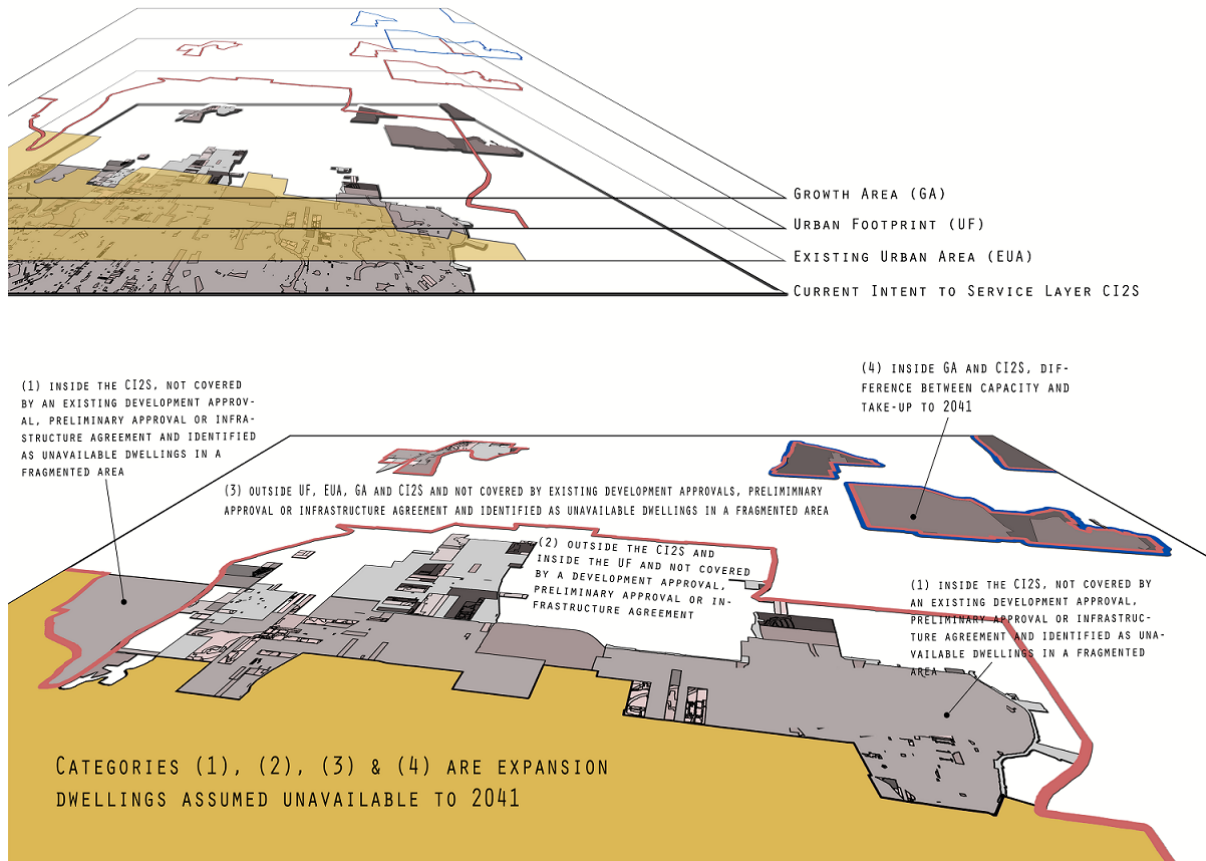 GROWTH AREA (GA)
URBAN FOOTPRINT (UF)
EXISTING URBAN AREA (EUA)
CURRENT INTENT TO SERVICE LAYER CI2S
(1) INSIDE THE CI2S, NOT COVERED
BY AN EXISTING DEVELOPMENT APPROV-
AL, PRELIMINARY APPROVAL OR INFRA-
STRUCTURE AGREEMENT AND IDENTIFIED
AS UNAVAILABLE DWELLINGS IN A
FRAGMENTED AREA
(4) INSIDE GA AND CI2S, DIF-
FERENCE BETWEEN CAPACITY AND
TAKE-UP TO 2041
(3) OUTSIDE UF, EUA, GA AND CI2S AND NOT COVERED BY EXISTING DEVELOPMENT APPROVALS, PRELIMIMNARY
APPROVAL OR INFRASTRUCTURE AGREEMENT AND IDENTIFIED AS UNAVAILABLE DWELLINGS IN A FRAGMENTED AREA
(2) OUTSIDE THE CI2S AND
INSIDE THE UF AND NOT COVERED
BY A DEVELOPMENT APPROVAL,
PRELIMINARY APPROVAL OR IN-
FRASTRUCTURE AGREEMENT
(1) INSIDE THE CI2S, NOT COVERED BY
AN EXISTING DEVELOPMENT APPROVAL,
PRELIMINARY APPROVAL OR INFRASTRUC-
TURE AGREEMENT AND IDENTIFIED AS UNA-
VAILABLE DWELLINGS IN A FRAGMENTED
AREA
CATEGORIES (1), (2), (3) & (4) ARE EXPANSION
DWELLINGS ASSUMED UNAVAILABLE TO 2041